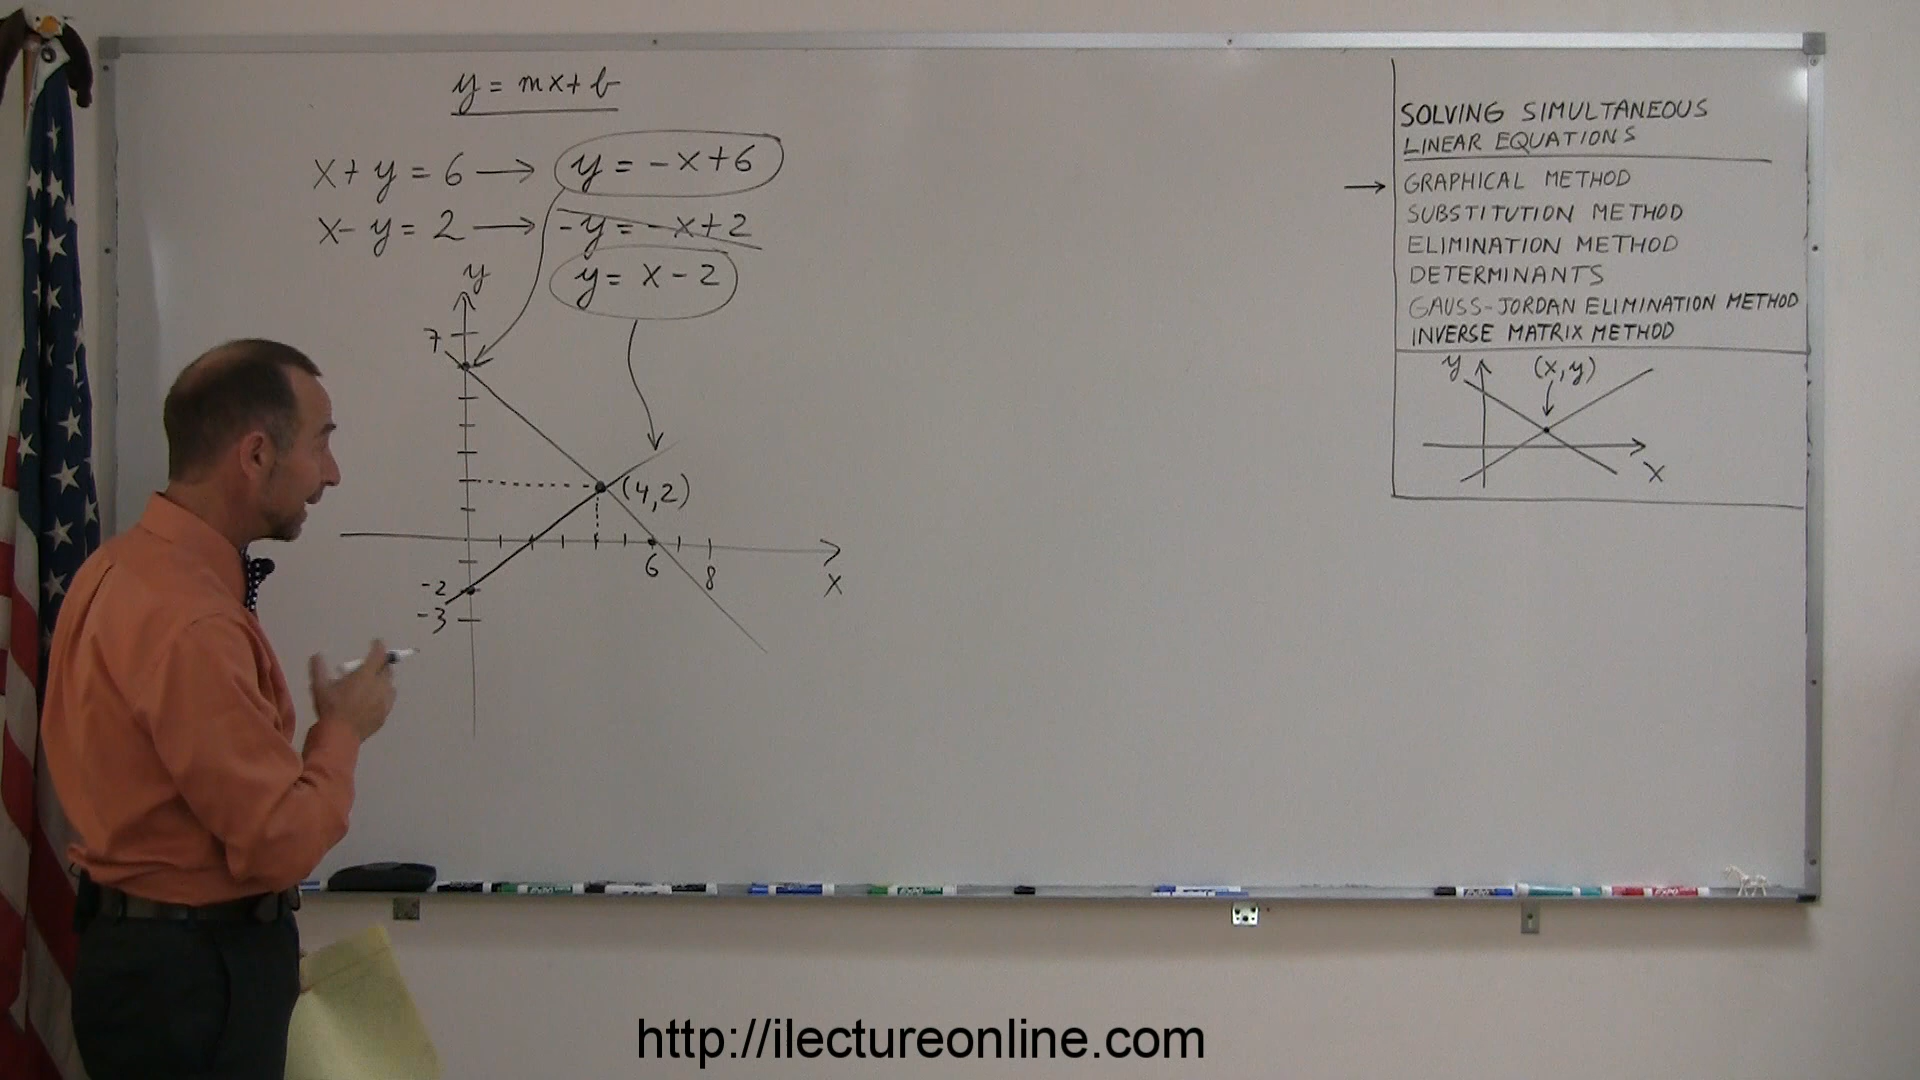 y = mx + b
x + y = 6 → y = -x + 6
x - y = 2 → -y = -x + 2
y = x - 2
y
7
(4,2)
6
8
x
-2
-3
SOLVING SIMULTANEOUS
LINEAR EQUATIONS
→ GRAPHICAL METHOD
SUBSTITUTION METHOD
ELIMINATION METHOD
DETERMINANTS
GAUSS-JORDAN ELIMINATION METHOD
INVERSE MATRIX METHOD
y (x,y)
x
http://ilectureonline.com